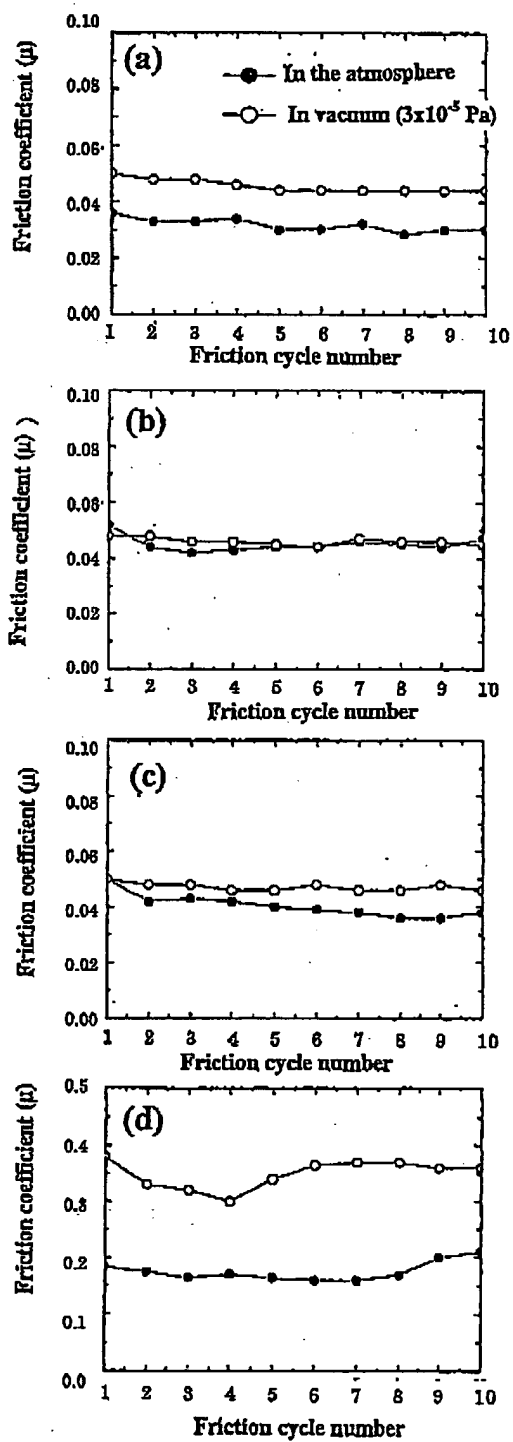 0.10
0.08
0.06
0.04
0.02
0.00
Friction coefficient (μ)
(a)
In the atmosphere
In vacuum (3x10⁻⁵ Pa)
1 2 3 4 5 6 7 8 9 10
Friction cycle number
0.10
0.08
0.06
0.04
0.02
0.00
Friction coefficient (μ) )
(b)
1 2 3 4 5 6 7 8 9 10
Friction cycle number
0.10
0.08
0.06
0.04
0.02
0.00
Friction coefficient (μ)
(c)
1 2 3 4 5 6 7 8 9 10
Friction cycle number
0.5
0.4
0.3
0.2
0.1
0.0
Friction coefficient (μ)
(d)
1 2 3 4 5 6 7 8 9 10
Friction cycle number